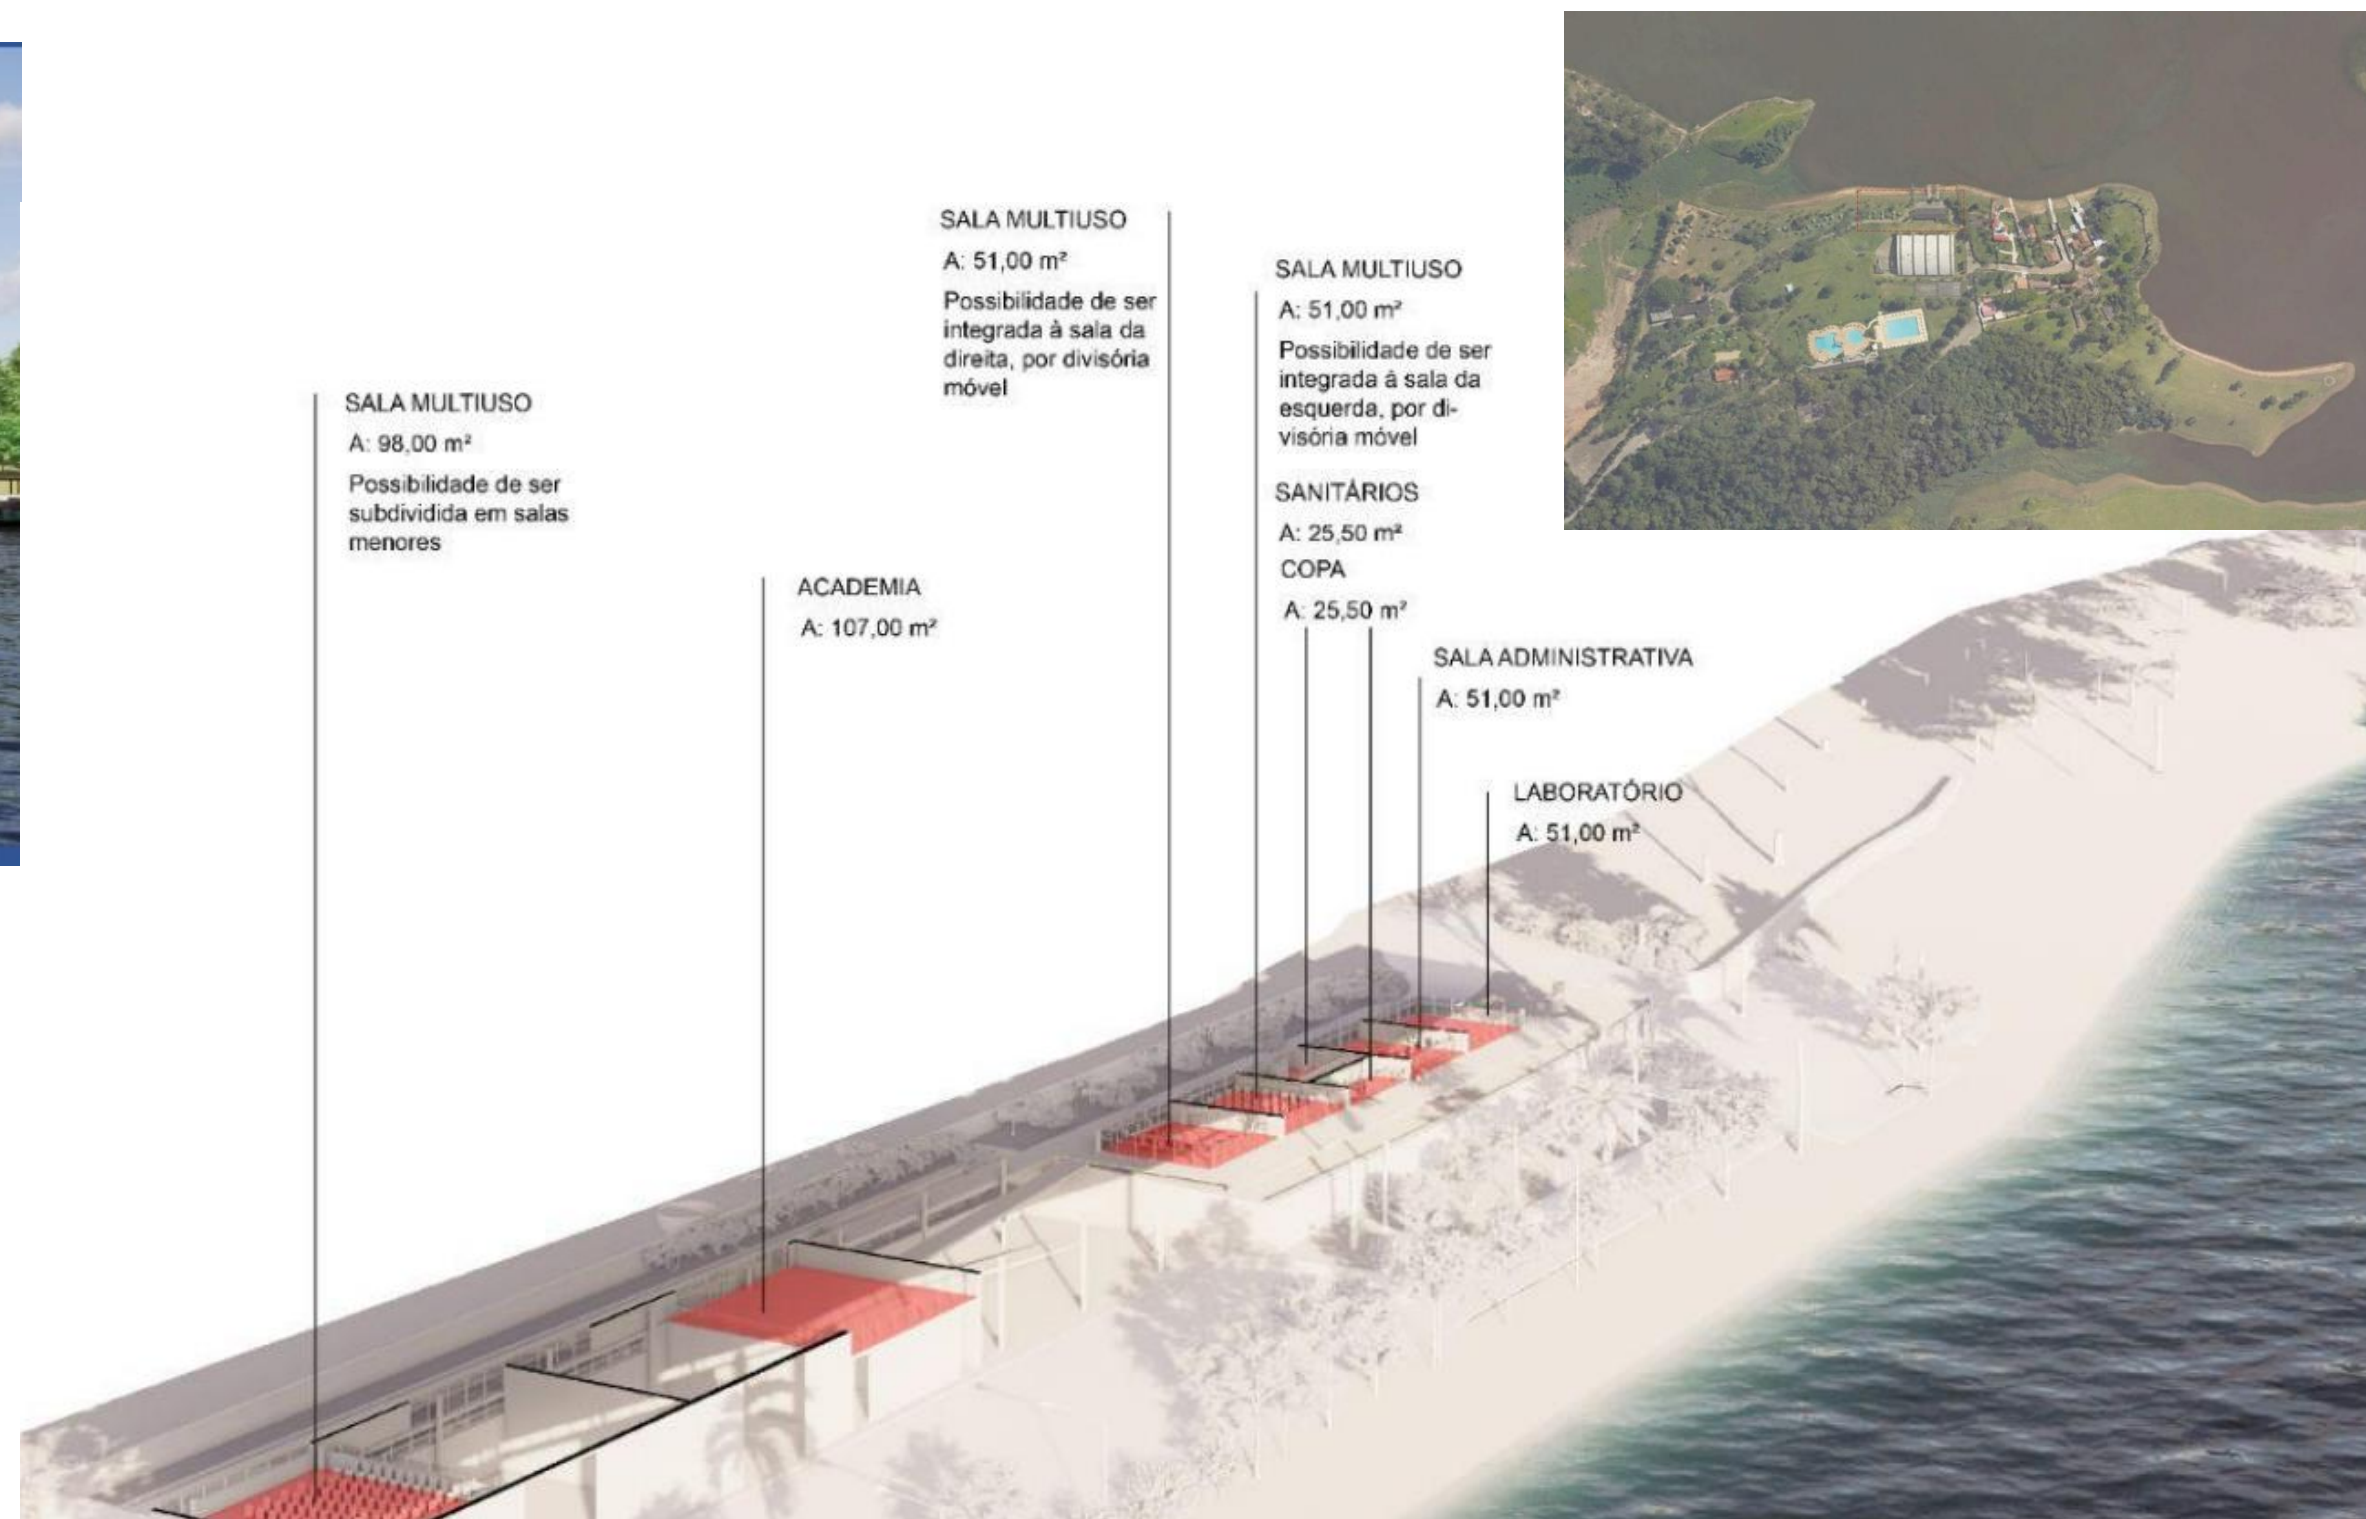 SALA MULTIUSO
A: 98,00 m²
Possibilidade de ser
subdividida em salas
menores
ACADEMIA
A: 107,00 m²
SALA MULTIUSO
A: 51,00 m²
Possibilidade de ser
integrada à sala da
direita, por divisória
móvel
SALA MULTIUSO
A: 51,00 m²
Possibilidade de ser
integrada à sala da
esquerda, por di-
visória móvel
SANITÁRIOS
A: 25,50 m²
COPA
A: 25,50 m²
SALA ADMINISTRATIVA
A: 51,00 m²
LABORATÓRIO
A: 51,00 m²